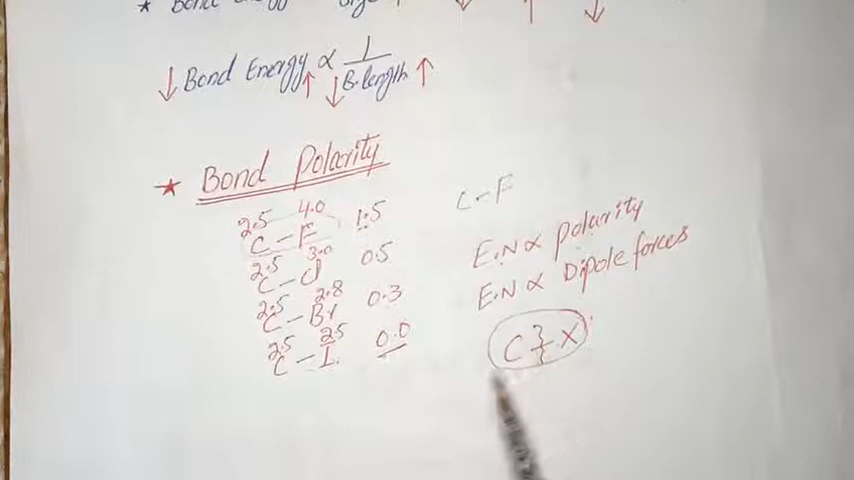 * Bond
↓ Bond Energy↑ ∝ 1/B.length ↓↑
* Bond Polarity
2.5 4.0
C-F 1.5
2.5 3.0
C-Cl 0.5
2.5 2.8
C-Br 0.3
2.5 2.5
C-I. 0.0
C-F
E.N ∝ polarity
E.N ∝ Dipole forces
C-X